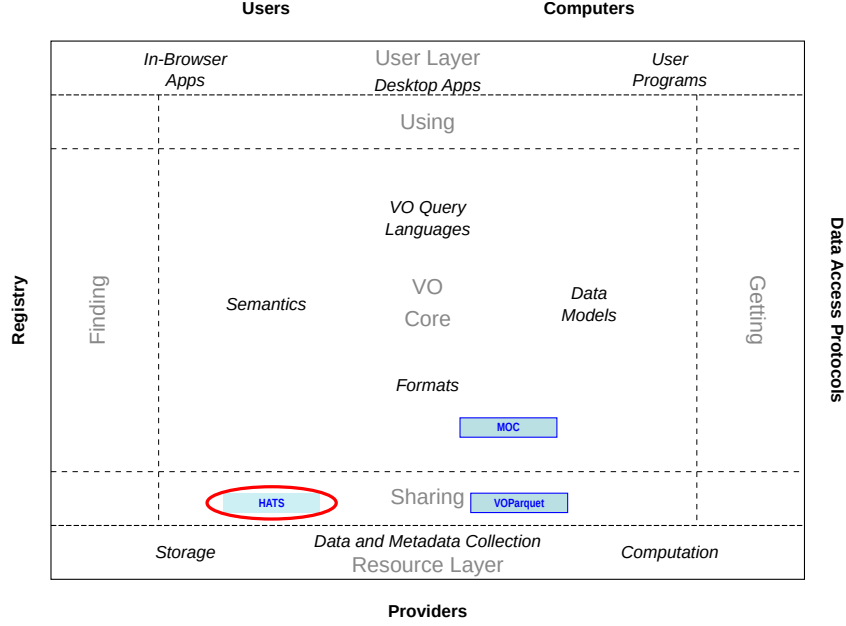 Users
Computers
User Layer
In-Browser
Apps
Desktop Apps
User
Programs
Using
VO Query
Languages
Registry
Finding
Semantics
VO
Core
Data
Models
Getting
Data Access Protocols
Formats
MOC
HATS
Sharing
VOParquet
Storage
Data and Metadata Collection
Computation
Resource Layer
Providers